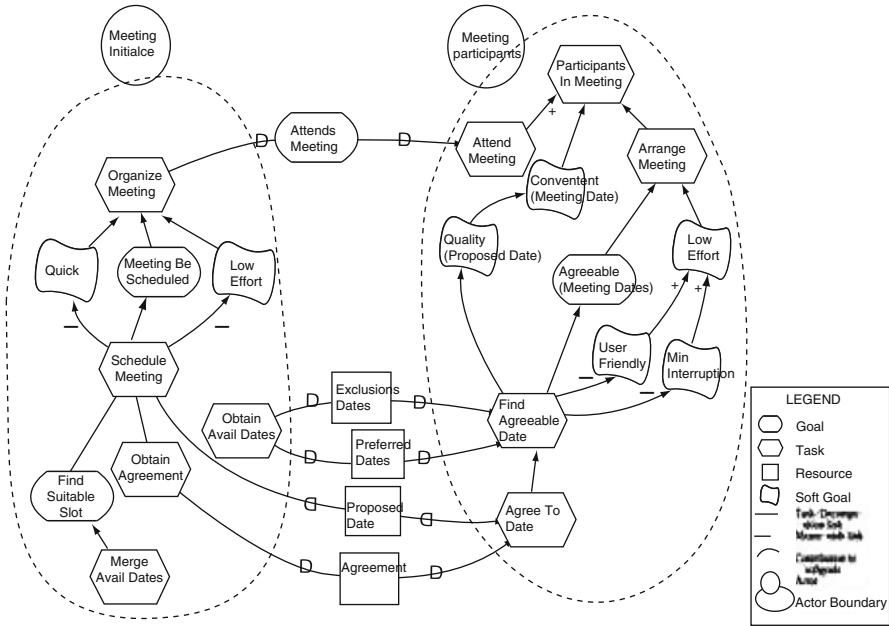 Meeting
Initialce
Meeting
participants
Participants
In Meeting
Attends
Meeting
D
D
Attend
Meeting
+
Arrange
Meeting
Organize
Meeting
Conventent
(Meeting Date)
Quick
Meeting Be
Scheduled
Low
Effort
Quality
(Proposed Date)
Agreeable
(Meeting Dates)
Low
Effort
+
+
User
Friendly
Min
Interruption
Schedule
Meeting
Obtain
Avail Dates
D
Exclusions
Dates
D
D
Preferred
Dates
D
Find
Agreeable
Date
Obtain
Agreement
Find
Suitable
Slot
D
Proposed
Date
D
Agree To
Date
Merge
Avail Dates
D
Agreement
D
LEGEND
Goal
Task
Resource
Soft Goal
Contribution to
Actor
Actor Boundary